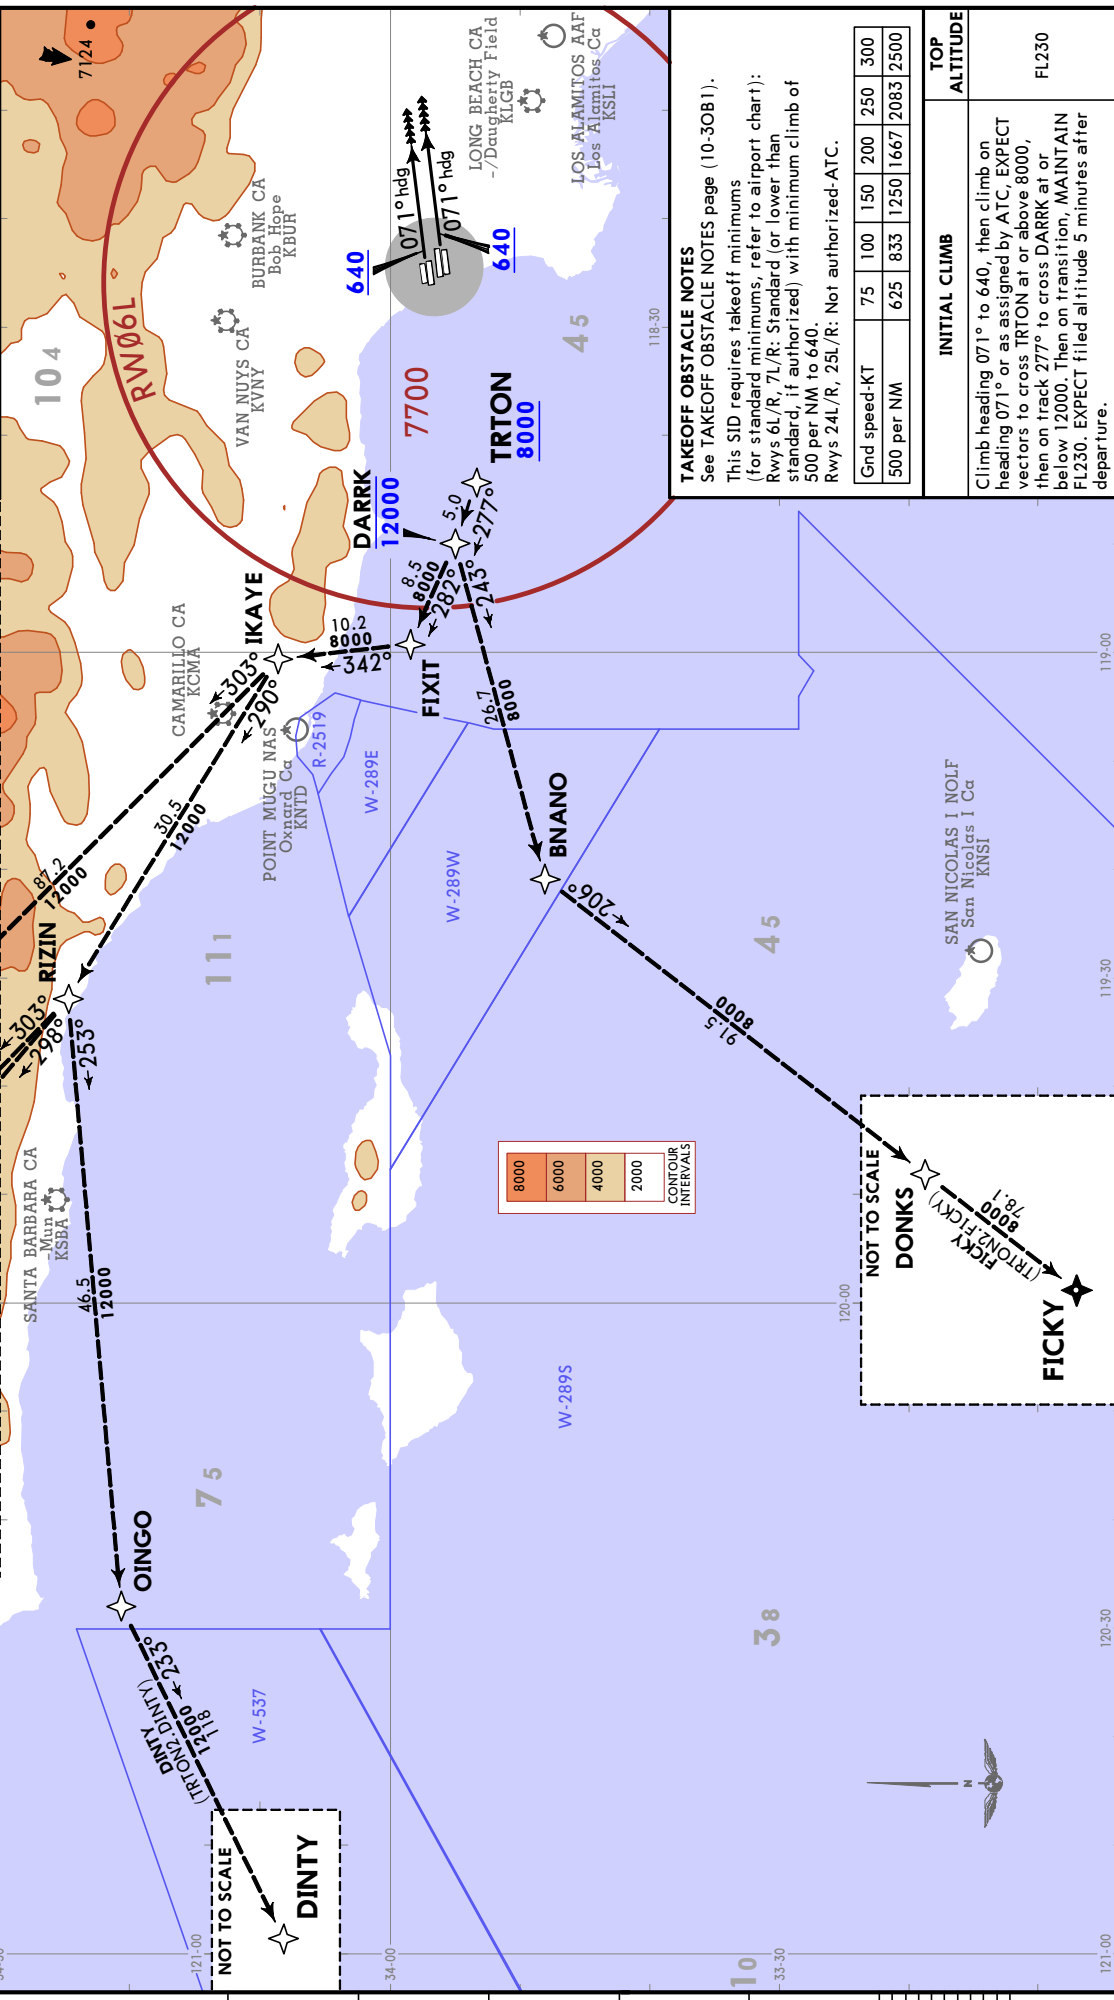 7124
RWØ6L
104
BURBANK CA
Bob Hope
KBUR
VAN NUYS CA
KVNY
LONG BEACH CA
-/Daugherty Field
KLGB
LOS ALAMITOS AAF
Los Alamitos Ca
KSLI
071° hdg
071° hdg
640
640
45
118-30
7700
TRTON
8000
DARRK
12000
5.0
277°
8.5
8000
282°
243°
26.7
8000
FIXIT
10.2
8000
342°
IKAYE
303°
290°
CAMARILLO CA
KCMA
POINT MUGU NAS
Oxnard Ca
KNTD
R-2519
W-289E
W-289W
119-00
87.2
12000
30.5
12000
RIZIN
303°
298°
253°
111
BNANO
206°
91.5
8000
45
SAN NICOLAS I NOLF
San Nicolas I Ca
KNSI
119-30
SANTA BARBARA CA
-Mun
KSBA
46.5
12000
8000
6000
4000
2000
CONTOUR
INTERVALS
NOT TO SCALE
DONKS
FICKY
(TRTON2.FICKY)
8000
78.1
FICKY
120-00
W-289S
75
OINGO
233°
DINTY
(TRTON2.DINTY)
12000
118
W-537
38
120-30
NOT TO SCALE
DINTY
N
121-00
34-00
10
33-30
121-00
TAKEOFF OBSTACLE NOTES
See TAKEOFF OBSTACLE NOTES page (10-3OB1).
This SID requires takeoff minimums
(for standard minimums, refer to airport chart):
Rwys 6L/R, 7L/R: Standard (or lower than
standard, if authorized) with minimum climb of
500 per NM to 640.
Rwys 24L/R, 25L/R: Not authorized-ATC.
Gnd speed-KT 75 100 150 200 250 300
500 per NM 625 833 1250 1667 2083 2500
INITIAL CLIMB
TOP
ALTITUDE
Climb heading 071° to 640, then climb on
heading 071° or as assigned by ATC, EXPECT
vectors to cross TRTON at or above 8000,
then on track 277° to cross DARRK at or
below 12000. Then on transition, MAINTAIN
FL230. EXPECT filed altitude 5 minutes after
departure.
FL230